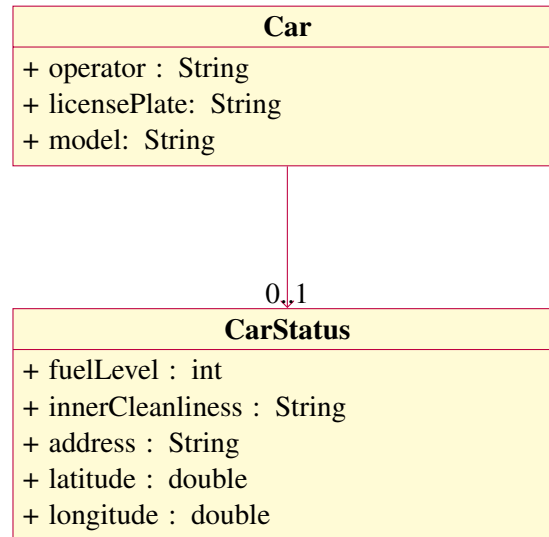 Car
+ operator : String
+ licensePlate: String
+ model: String
0..1
CarStatus
+ fuelLevel : int
+ innerCleanliness : String
+ address : String
+ latitude : double
+ longitude : double